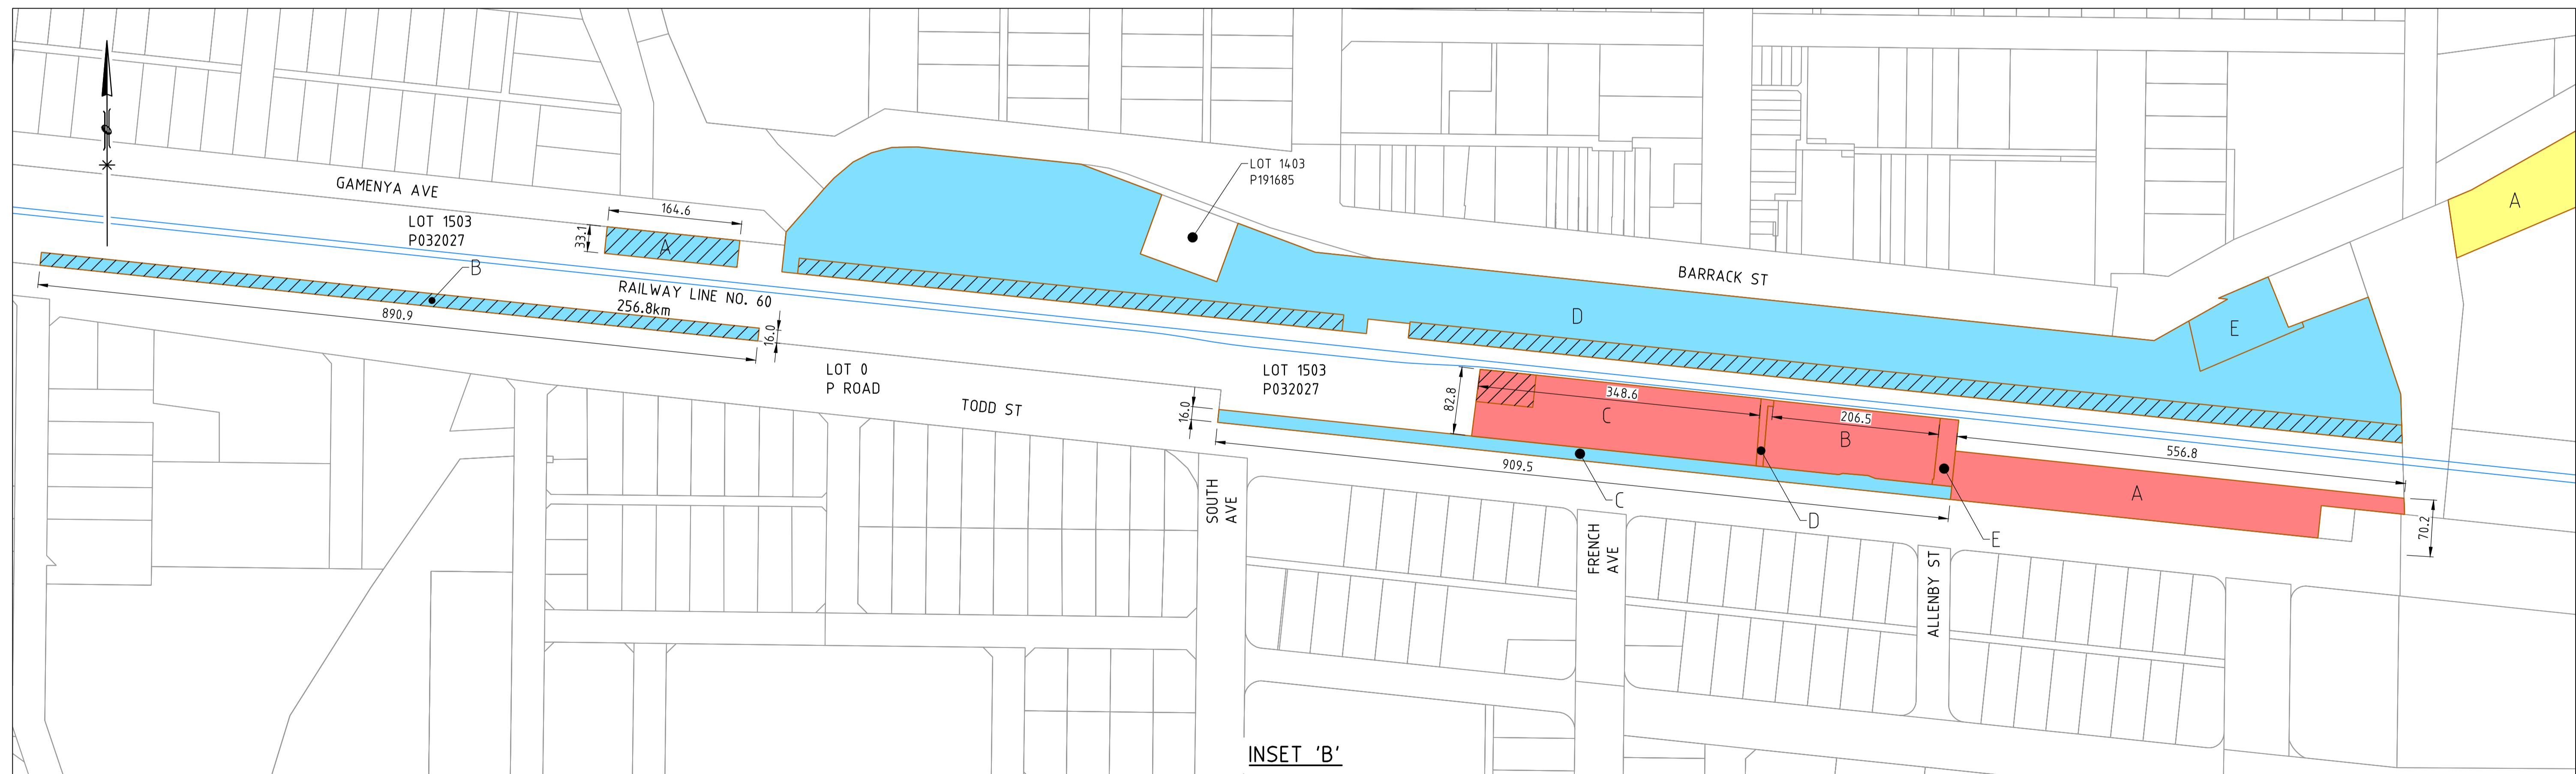 LOT 1403
P191685
A
GAMENYA AVE
164.6
LOT 1503
P032027
33.1
A
B
BARRACK ST
RAILWAY LINE NO. 60
256.8km
D
E
890.9
16.0
LOT 0
P ROAD
LOT 1503
P032027
TODD ST
16.0
82.8
348.6
C
206.5
B
556.8
909.5
A
SOUTH
AVE
C
D
E
70.2
FRENCH
AVE
ALLENBY ST
INSET 'B'